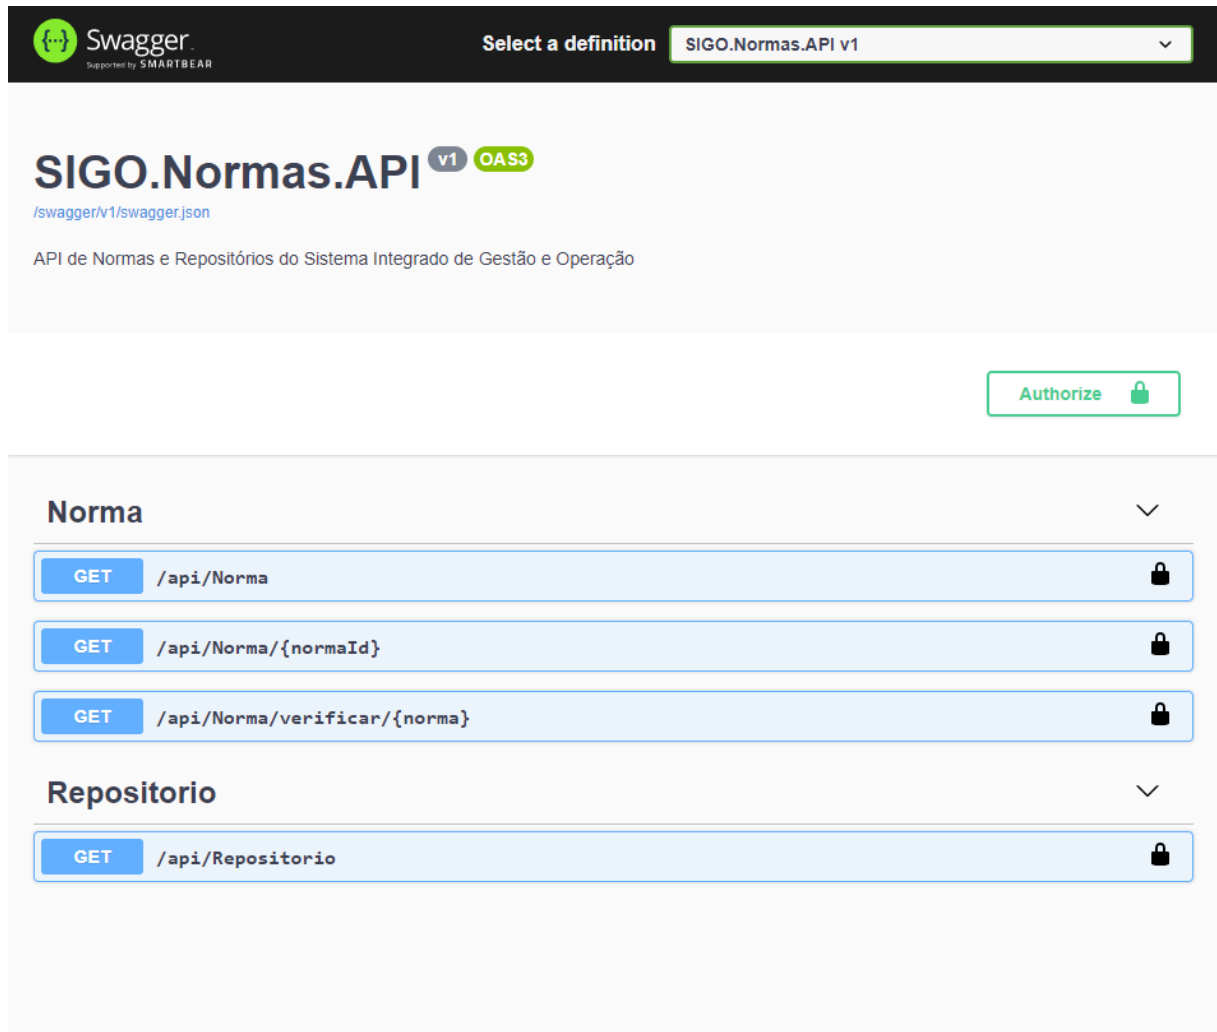 Swagger
Supported by SMARTBEAR
Select a definition
SIGO.Normas.API v1
SIGO.Normas.API v1 OAS3
/swagger/v1/swagger.json
API de Normas e Repositórios do Sistema Integrado de Gestão e Operação
Authorize
Norma
GET /api/Norma
GET /api/Norma/{normaId}
GET /api/Norma/verificar/{norma}
Repositorio
GET /api/Repositorio